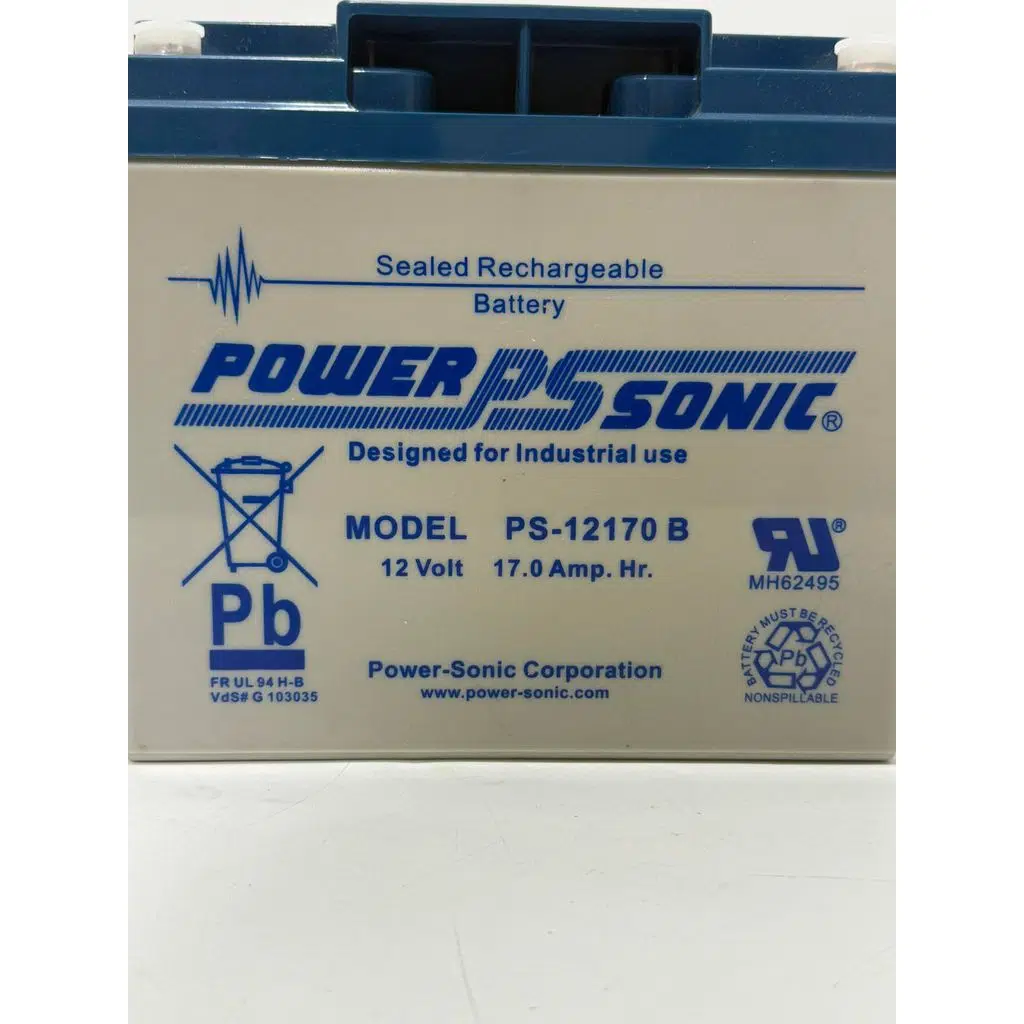 Sealed Rechargeable
Battery
POWER PS SONIC®
Designed for Industrial use
MODEL PS-12170 B
12 Volt 17.0 Amp. Hr.
Pb
FR UL 94 H-B
VdS# G 103035
Power-Sonic Corporation
www.power-sonic.com
RU®
MH62495
BATTERY MUST BE RECYCLED
Pb
NONSPILLABLE